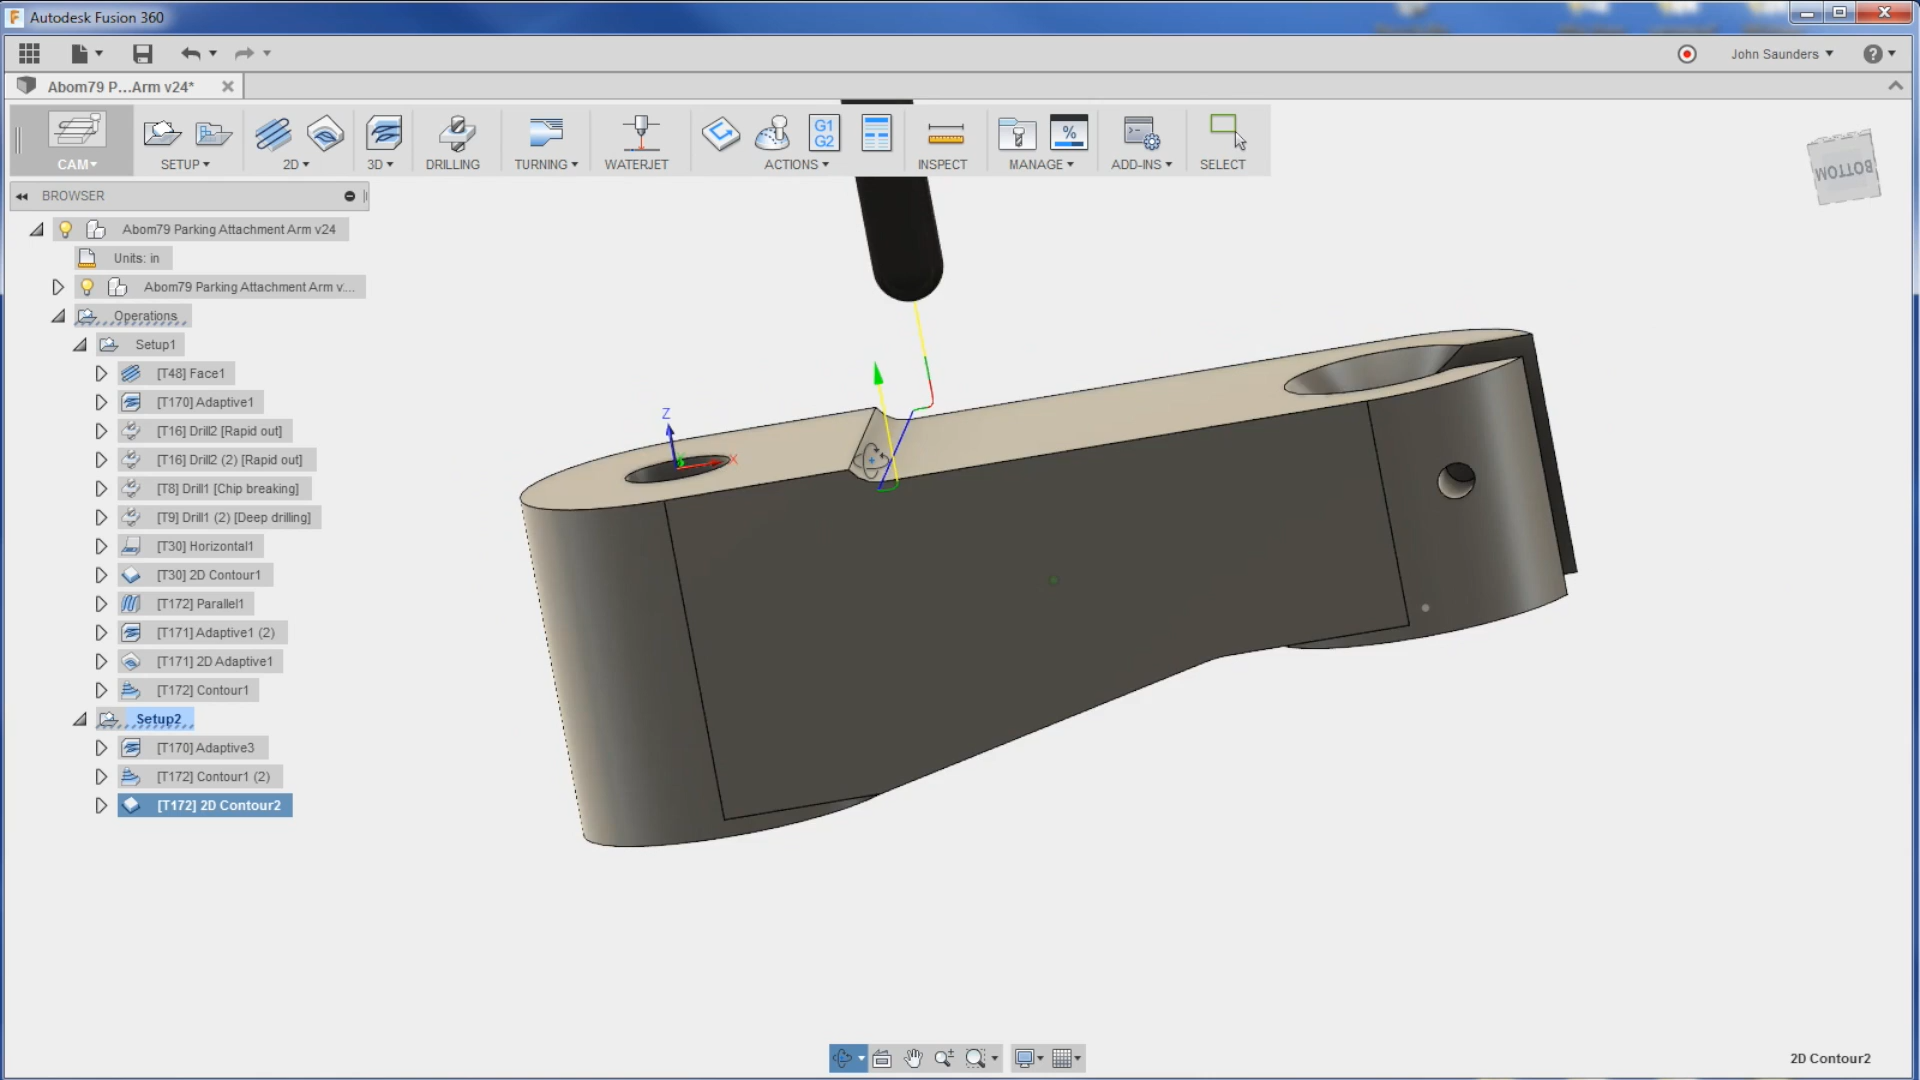 Autodesk Fusion 360
John Saunders
Abom79 P...Arm v24*
G1
G2
%
CAM
SETUP
2D
3D
DRILLING
TURNING
WATERJET
ACTIONS
INSPECT
MANAGE
ADD-INS
SELECT
BOTTOM
BROWSER
Abom79 Parking Attachment Arm v24
Units: in
Abom79 Parking Attachment Arm v....
Operations
Setup1
[T48] Face1
[T170] Adaptive1
[T16] Drill2 [Rapid out]
[T16] Drill2 (2) [Rapid out]
[T8] Drill1 [Chip breaking]
[T9] Drill1 (2) [Deep drilling]
[T30] Horizontal1
[T30] 2D Contour1
[T172] Parallel1
[T171] Adaptive1 (2)
[T171] 2D Adaptive1
[T172] Contour1
Setup2
[T170] Adaptive3
[T172] Contour1 (2)
[T172] 2D Contour2
Z
X
2D Contour2